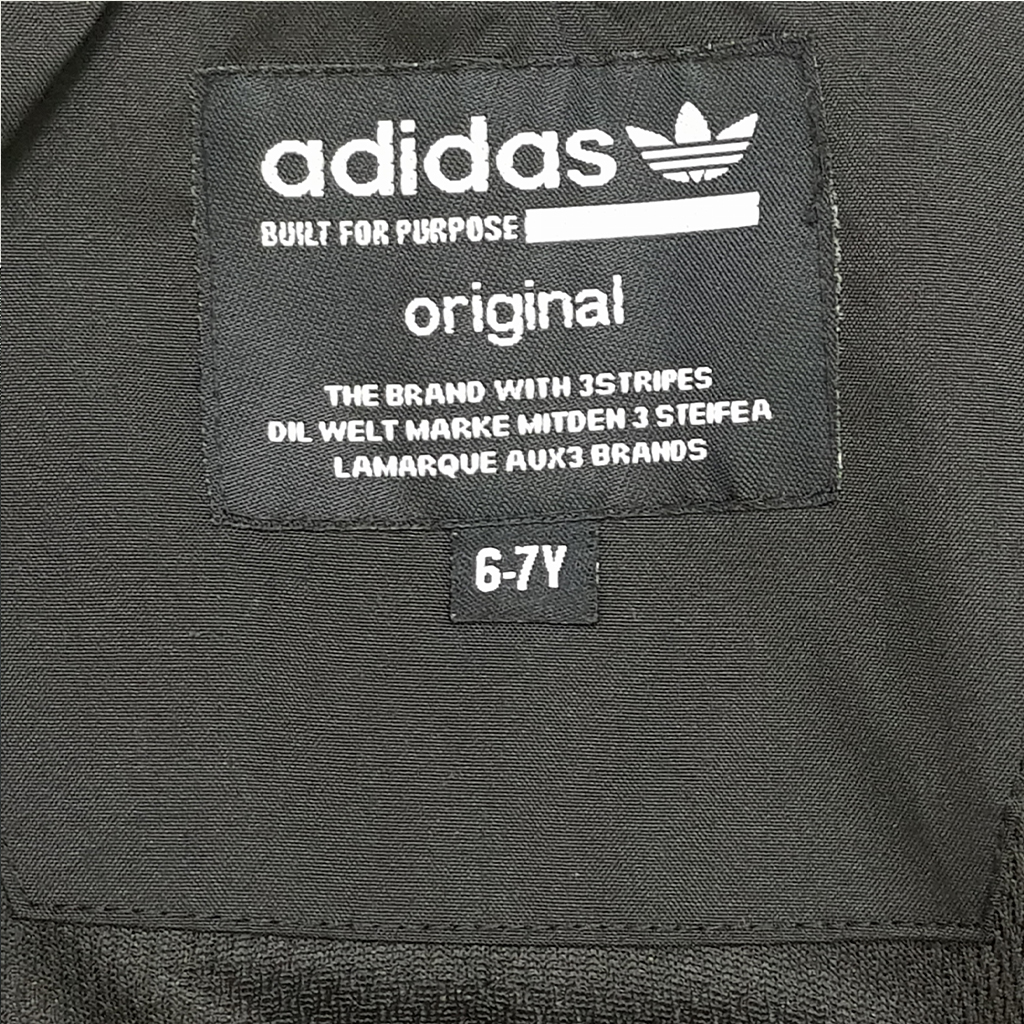 adidas
BUILT FOR PURPOSE
original
THE BRAND WITH 3STRIPES
DIL WELT MARKE MITDEN 3 STEIFEA
LAMARQUE AUX3 BRANDS
6-7Y